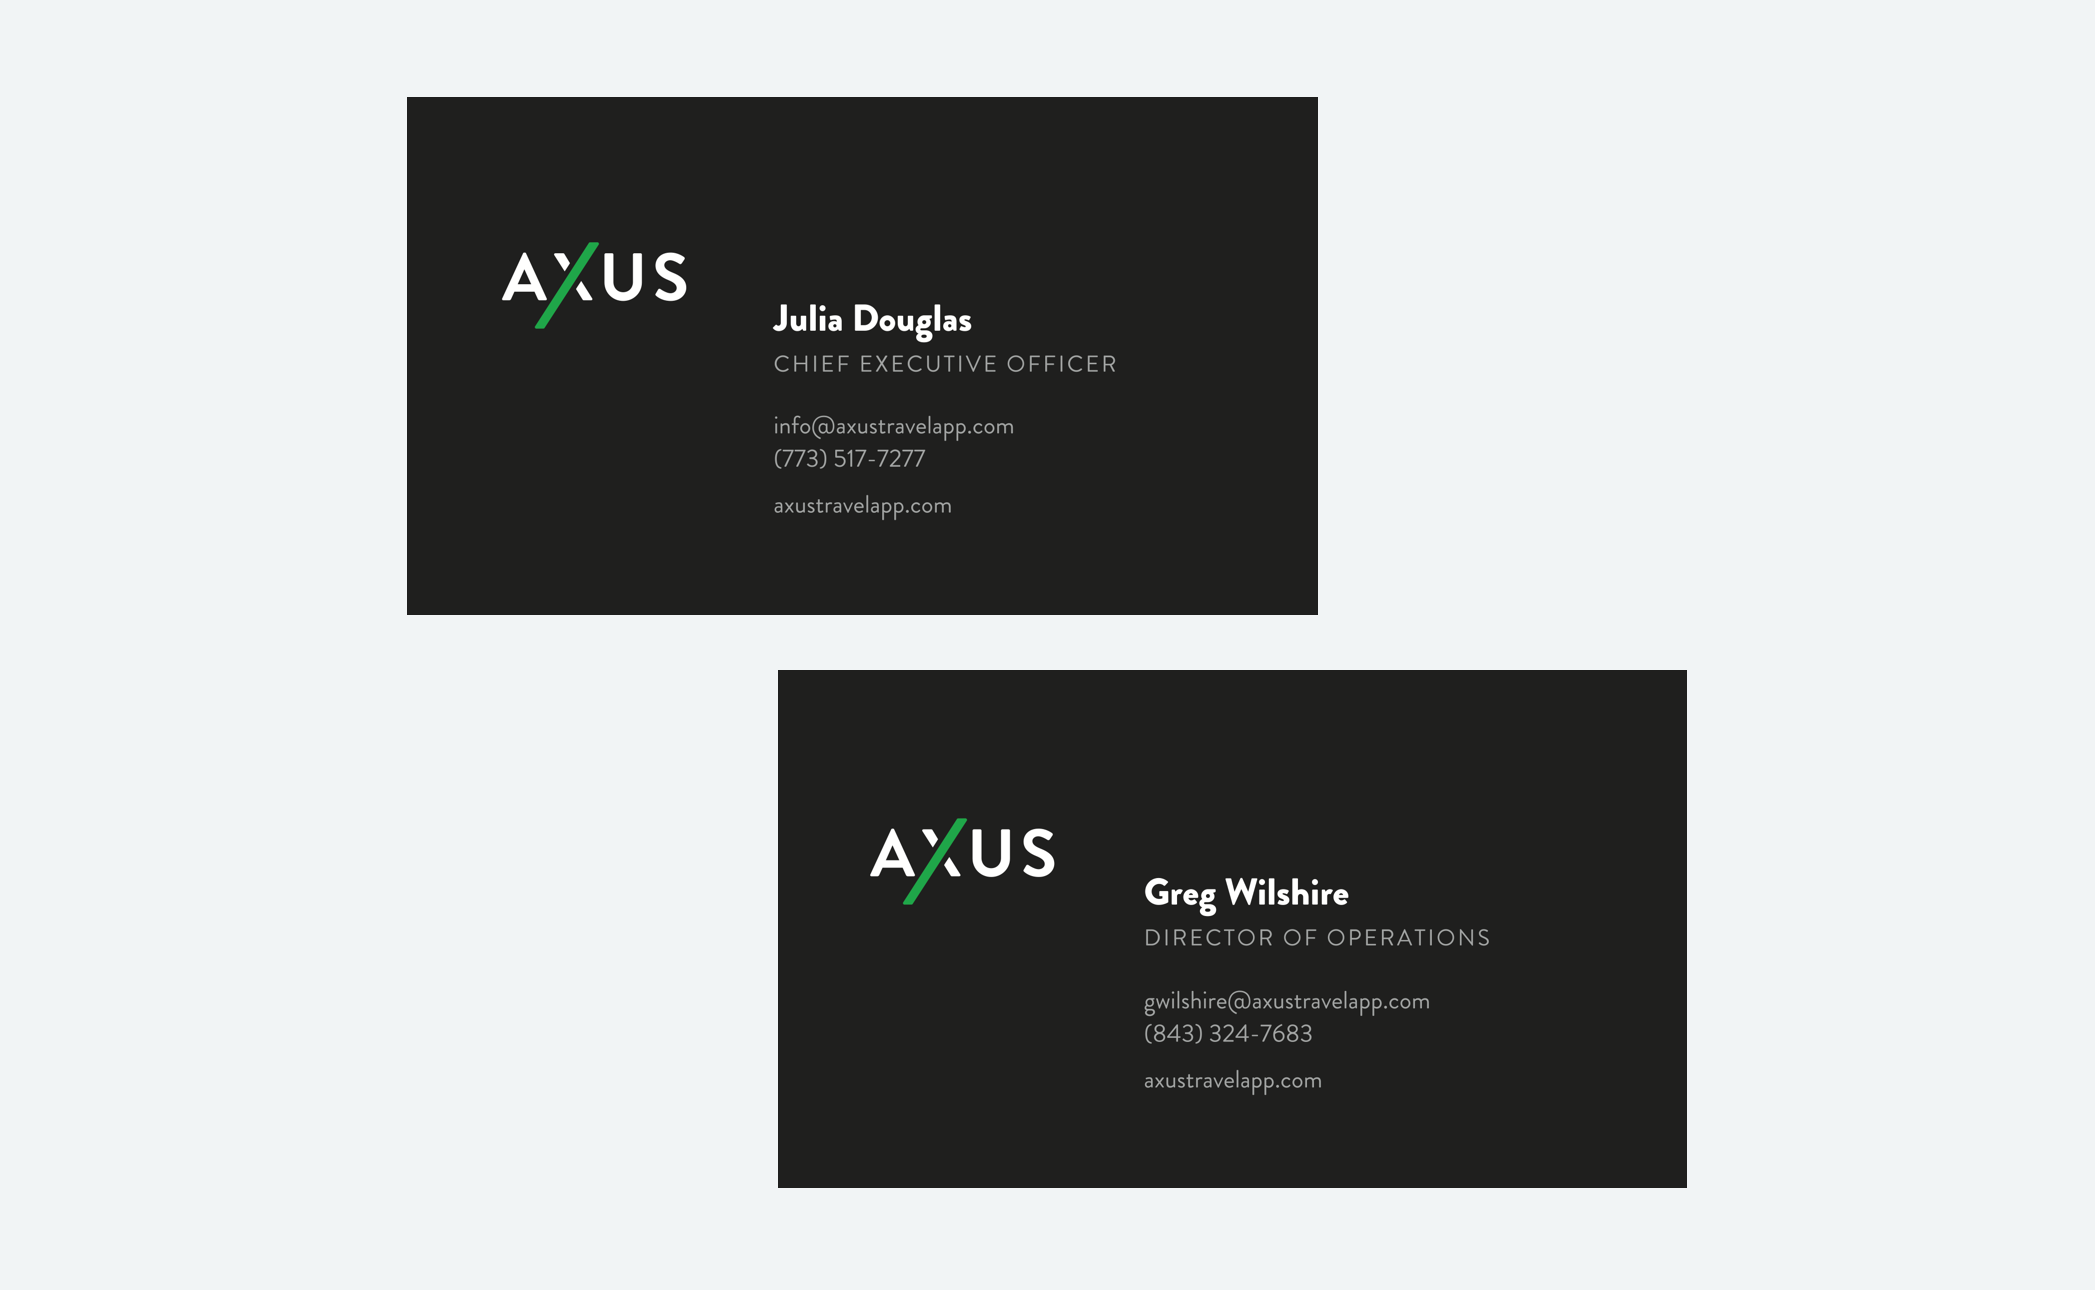 AXUS
Julia Douglas
CHIEF EXECUTIVE OFFICER
info@axustravelapp.com
(773) 517-7277
axustravelapp.com
AXUS
Greg Wilshire
DIRECTOR OF OPERATIONS
gwilshire@axustravelapp.com
(843) 324-7683
axustravelapp.com